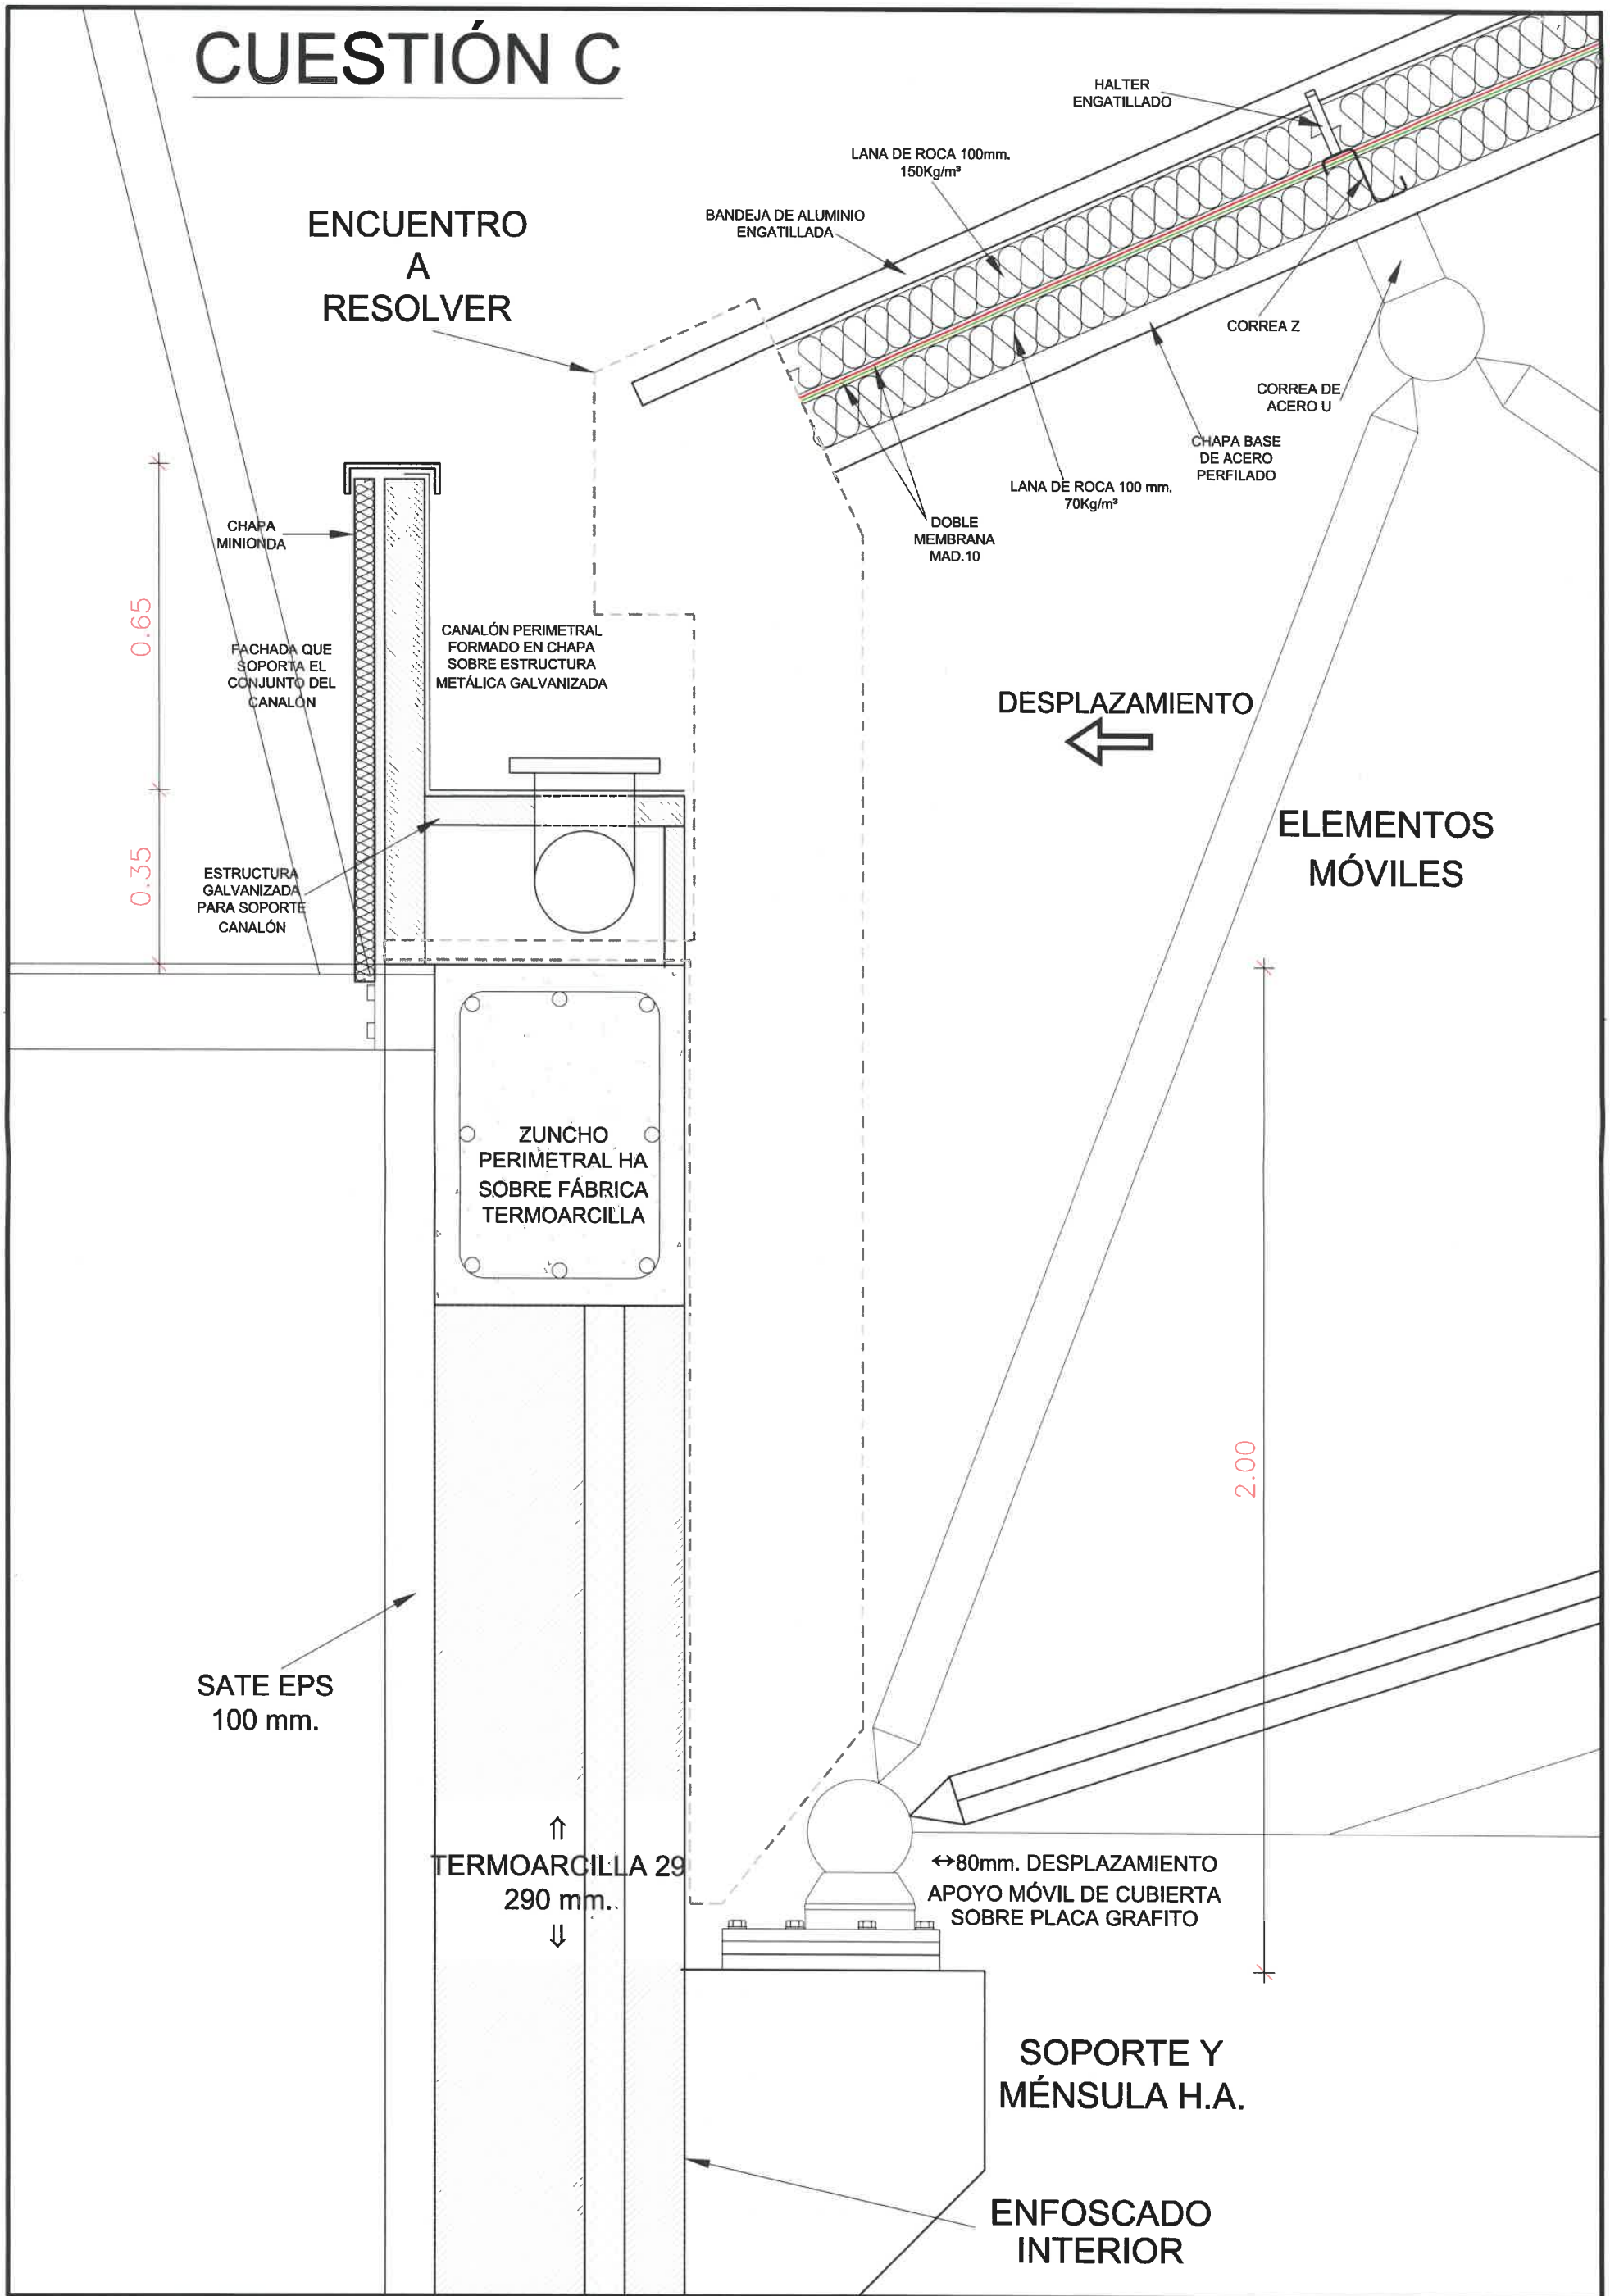 CUESTIÓN C
HALTER
ENGATILLADO
LANA DE ROCA 100mm.
150Kg/m³
BANDEJA DE ALUMINIO
ENGATILLADA
ENCUENTRO
A
RESOLVER
CORREA Z
CORREA DE
ACERO U
CHAPA BASE
DE ACERO
PERFILADO
LANA DE ROCA 100 mm.
70Kg/m³
DOBLE
MEMBRANA
MAD.10
CHAPA
MINIONDA
0.65
FACHADA QUE
SOPORTA EL
CONJUNTO DEL
CANALÓN
CANALÓN PERIMETRAL
FORMADO EN CHAPA
SOBRE ESTRUCTURA
METÁLICA GALVANIZADA
DESPLAZAMIENTO
ELEMENTOS
MÓVILES
0.35
ESTRUCTURA
GALVANIZADA
PARA SOPORTE
CANALÓN
ZUNCHO
PERIMETRAL HA
SOBRE FÁBRICA
TERMOARCILLA
2.00
SATE EPS
100 mm.
TERMOARCILLA 29
290 mm.
↔80mm. DESPLAZAMIENTO
APOYO MÓVIL DE CUBIERTA
SOBRE PLACA GRAFITO
SOPORTE Y
MÉNSULA H.A.
ENFOSCADO
INTERIOR